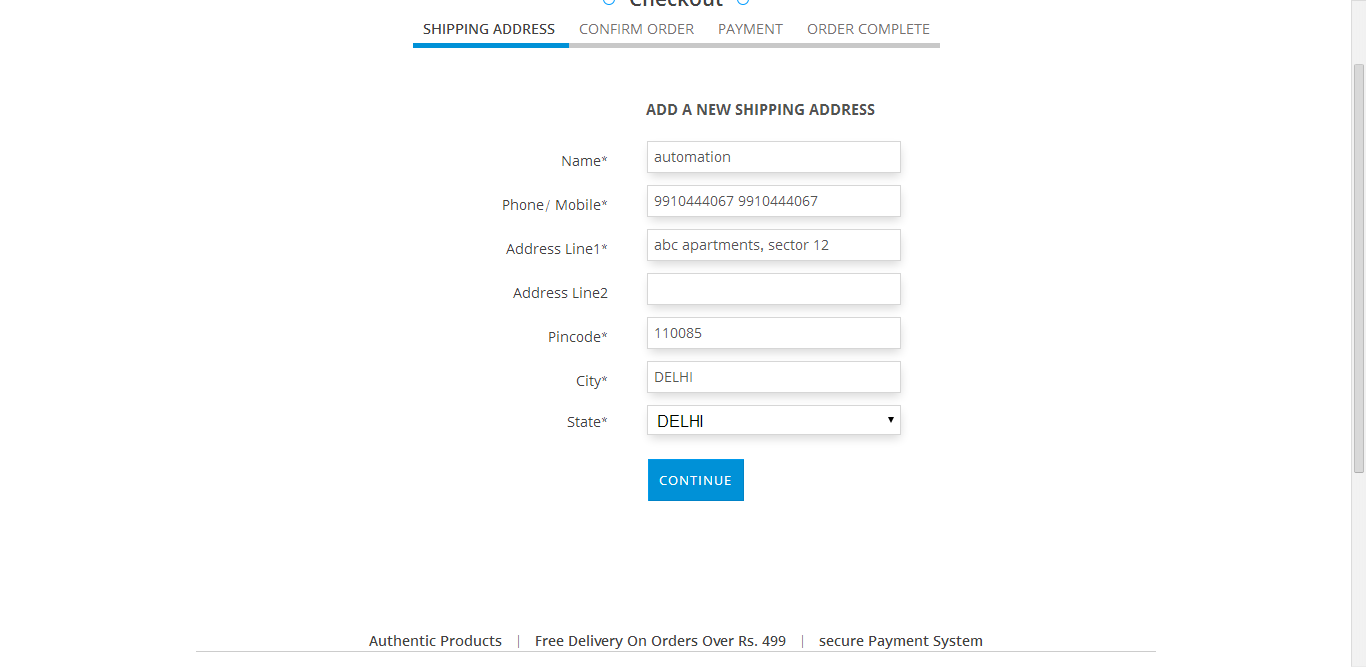 Checkout
SHIPPING ADDRESS CONFIRM ORDER PAYMENT ORDER COMPLETE
ADD A NEW SHIPPING ADDRESS
Name* automation
Phone/ Mobile* 9910444067 9910444067
Address Line1* abc apartments, sector 12
Address Line2
Pincode* 110085
City* DELHI
State* DELHI
CONTINUE
Authentic Products | Free Delivery On Orders Over Rs. 499 | secure Payment System